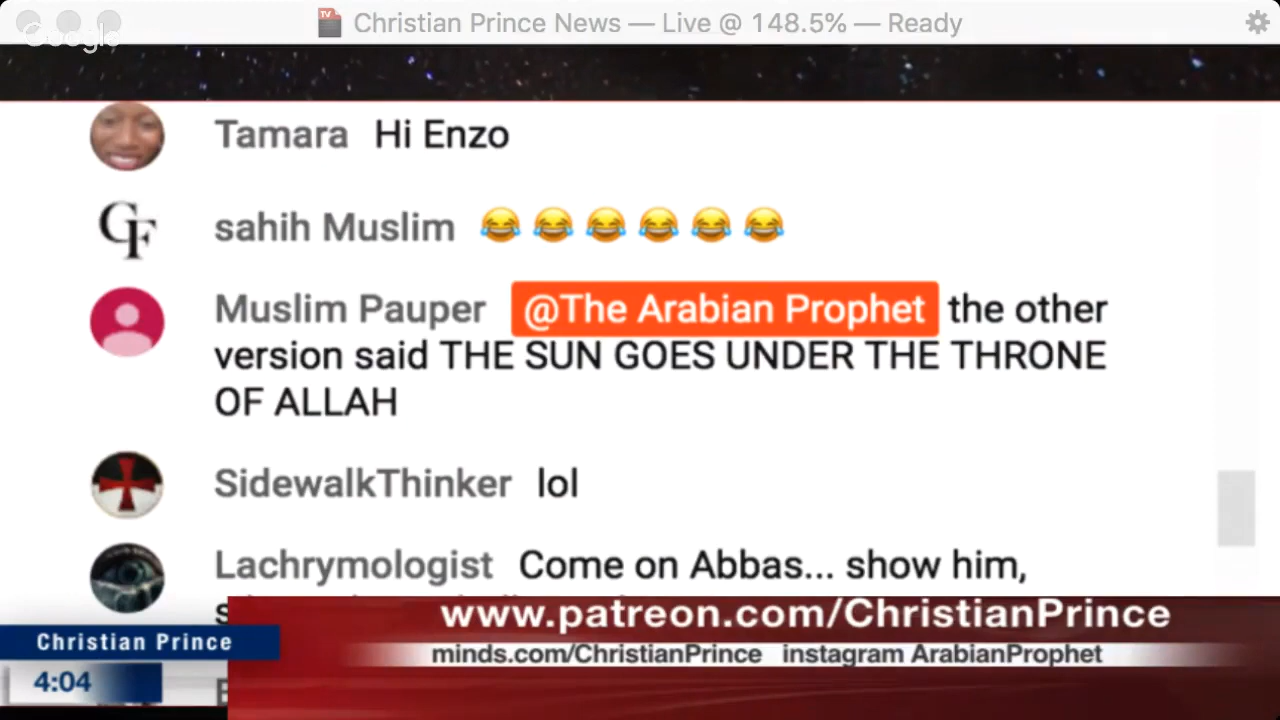 Christian Prince News — Live @ 148.5% — Ready
Google
Tamara Hi Enzo
GF
sahih Muslim 😂😂😂😂😂😂
Muslim Pauper @The Arabian Prophet the other
version said THE SUN GOES UNDER THE THRONE
OF ALLAH
SidewalkThinker lol
Lachrymologist Come on Abbas... show him,
www.patreon.com/ChristianPrince
Christian Prince
minds.com/ChristianPrince instagram ArabianProphet
4:04